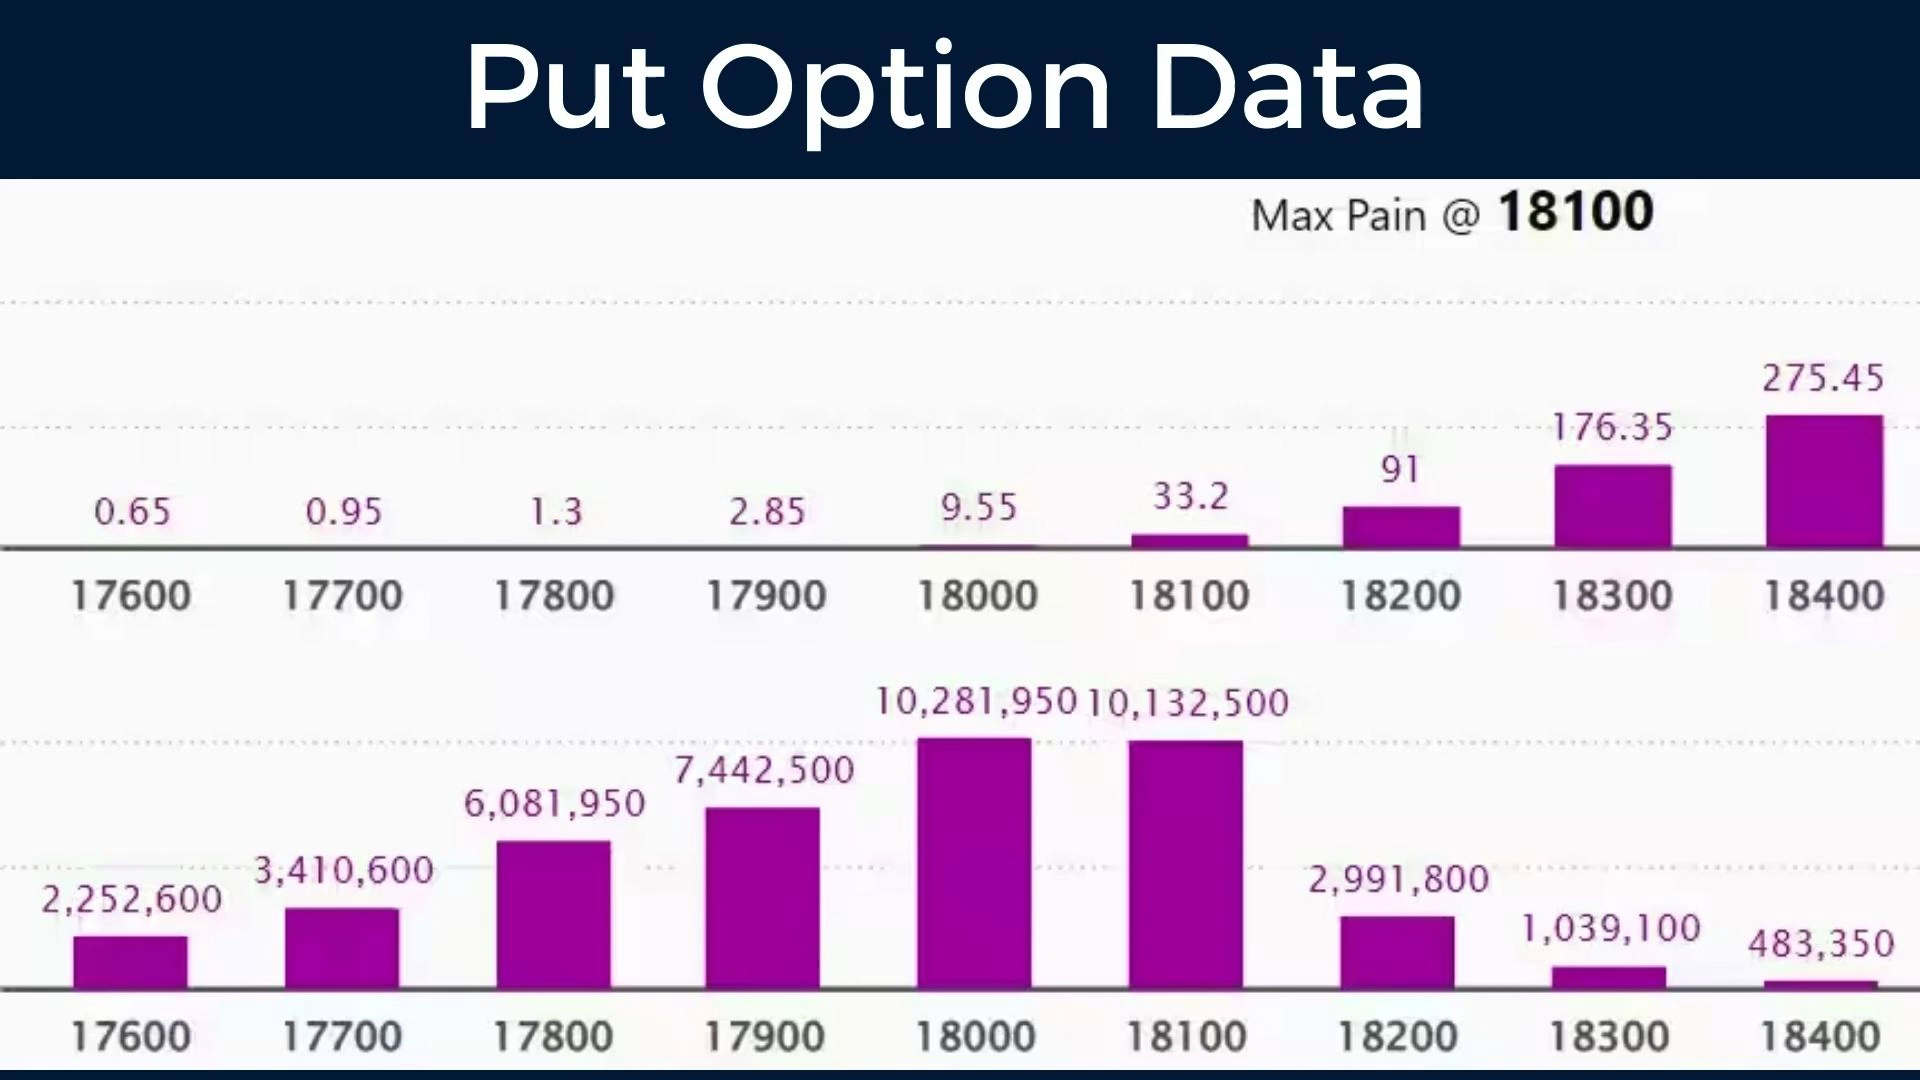 Put Option Data
Max Pain @ 18100
0.65 0.95 1.3 2.85 9.55 33.2 91 176.35 275.45
17600 17700 17800 17900 18000 18100 18200 18300 18400
2,252,600 3,410,600 6,081,950 7,442,500 10,281,950 10,132,500 2,991,800 1,039,100 483,350
17600 17700 17800 17900 18000 18100 18200 18300 18400